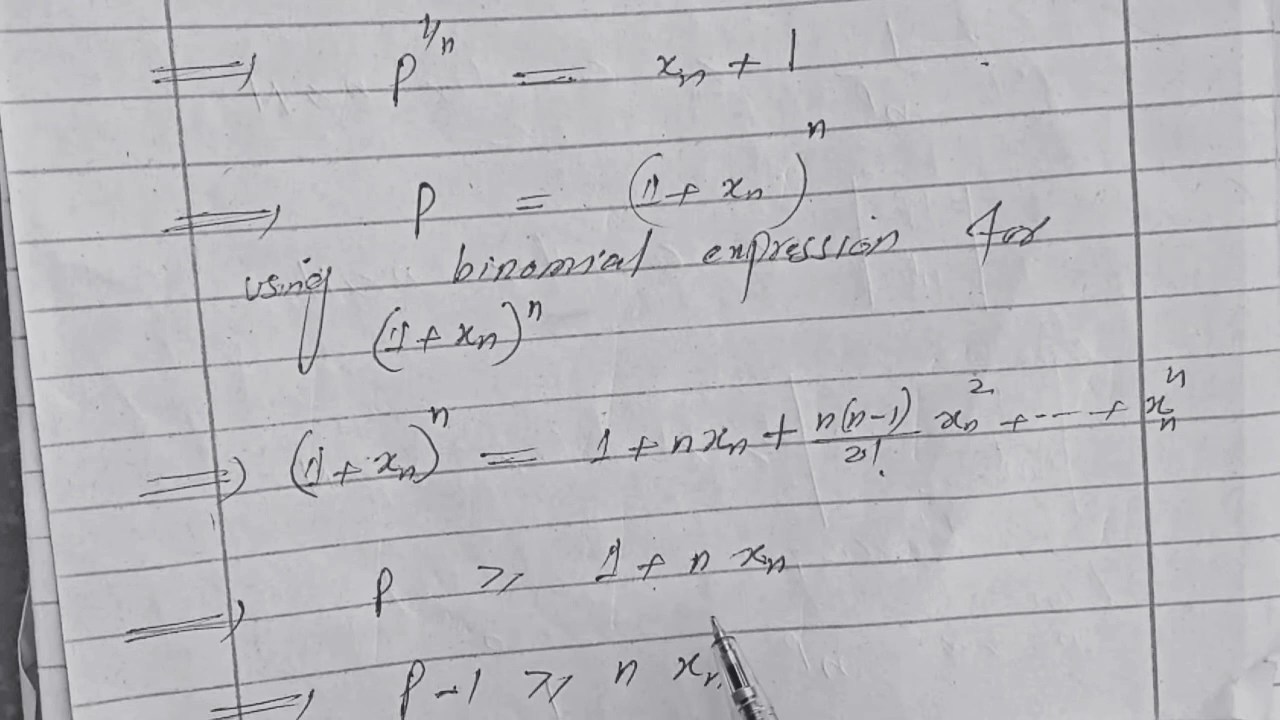 ⟹ p^{1/n} = x_n + 1
⟹ p = (1 + x_n)^n
using binomial expression for
(1 + x_n)^n
⟹ (1 + x_n)^n = 1 + n x_n + \frac{n(n-1)}{2!} x_n^2 + --- + x_n^n
⟹ p ≥ 1 + n x_n
⟹ p - 1 ≥ n x_n